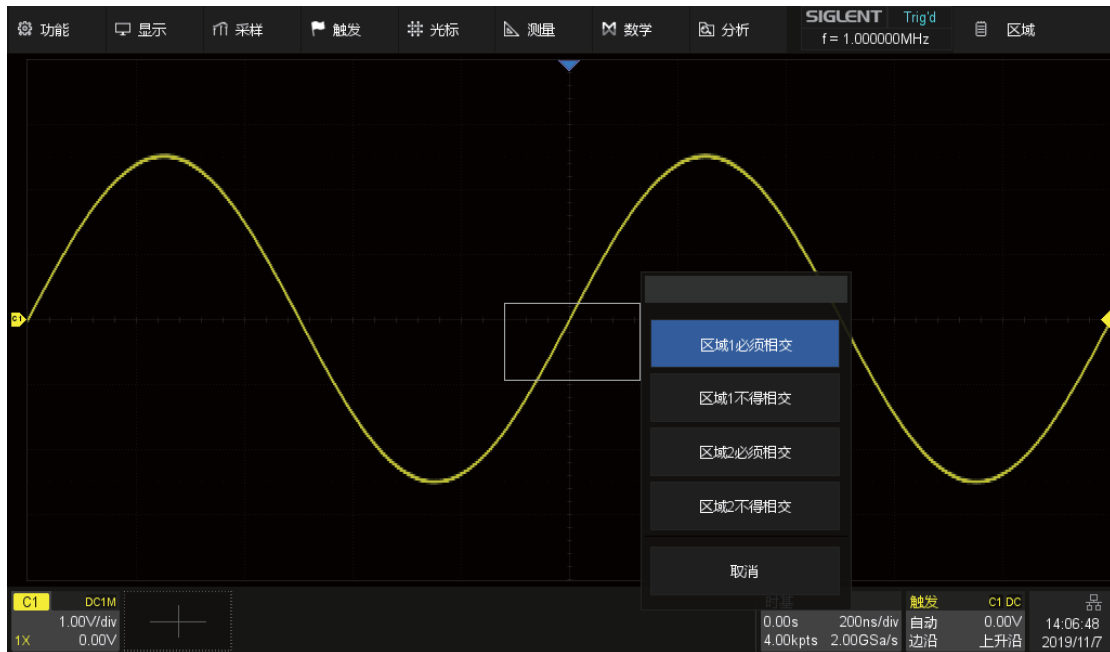 功能 显示 采样 触发 光标 测量 数学 分析 SIGLENT Trig'd 区域
f = 1.000000MHz
C1
区域1必须相交
区域1不得相交
区域2必须相交
区域2不得相交
取消
C1 DC1M 时基 触发 C1 DC
1.00V/div 0.00s 200ns/div 自动 0.00V 14:06:48
1X 0.00V 4.00kpts 2.00GSa/s 边沿 上升沿 2019/11/7